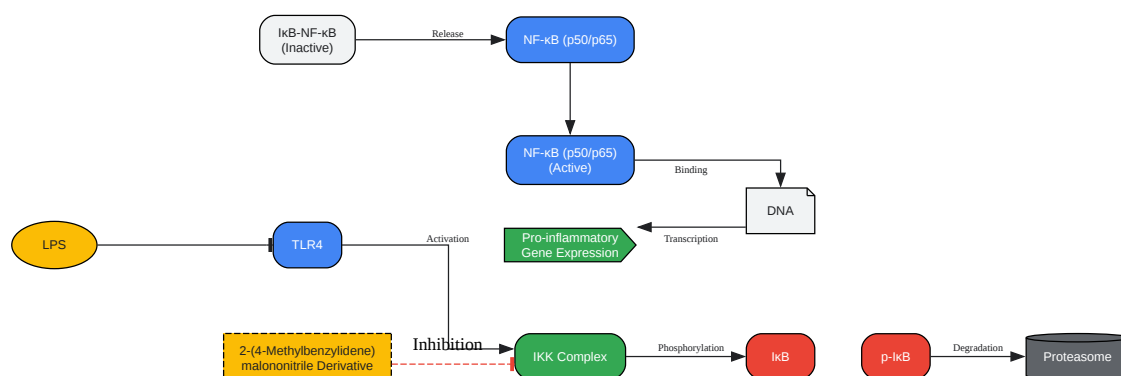 IκB-NF-κB
(Inactive)
Release
NF-κB (p50/p65)
NF-κB (p50/p65)
(Active)
Binding
DNA
LPS
TLR4
Activation
Pro-inflammatory
Gene Expression
Transcription
2-(4-Methylbenzylidene)
malononitrile Derivative
Inhibition
IKK Complex
Phosphorylation
IκB
p-IκB
Degradation
Proteasome